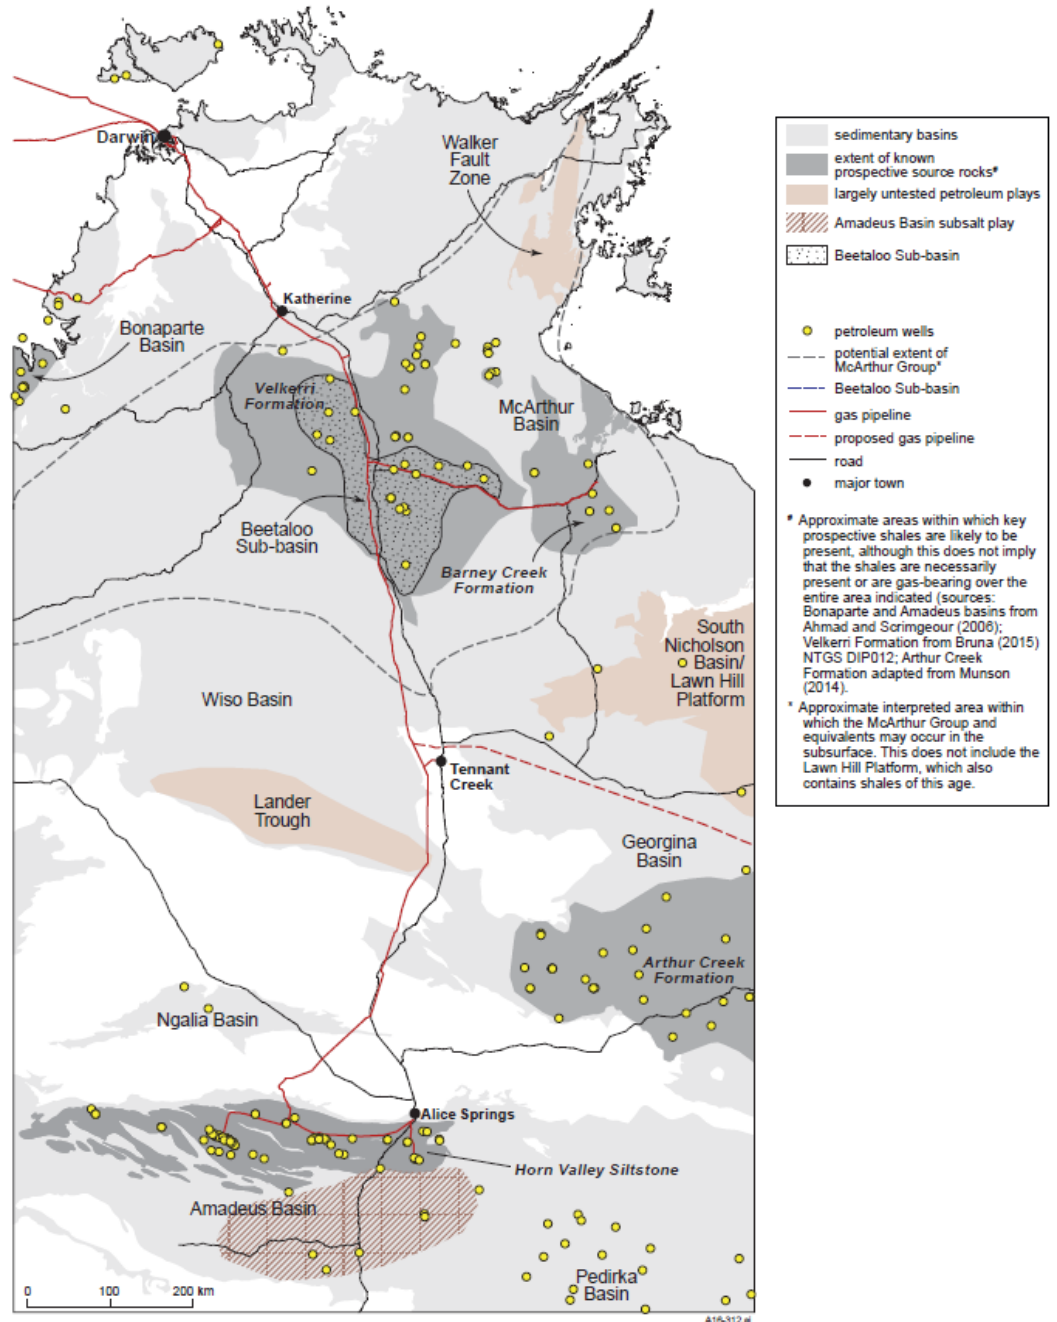 Darwin
Walker
Fault
Zone
Katherine
Bonaparte
Basin
Velkerri
Formation
McArthur
Basin
Beetaloo
Sub-basin
Barney Creek
Formation
South
Nicholson
Basin/
Lawn Hill
Platform
Wiso Basin
Tennant
Creek
Lander
Trough
Georgina
Basin
Arthur Creek
Formation
Ngalia Basin
Alice Springs
Horn Valley Siltstone
Amadeus Basin
Pedirka
Basin
0 100 200 km
A16-312.ai
sedimentary basins
extent of known
prospective source rocks#
largely untested petroleum plays
Amadeus Basin subsalt play
Beetaloo Sub-basin
petroleum wells
potential extent of
McArthur Group*
Beetaloo Sub-basin
gas pipeline
proposed gas pipeline
road
major town
# Approximate areas within which key
prospective shales are likely to be
present, although this does not imply
that the shales are necessarily
present or are gas-bearing over the
entire area indicated (sources:
Bonaparte and Amadeus basins from
Ahmad and Scrimgeour (2006);
Velkerri Formation from Bruna (2015)
NTGS DIP012; Arthur Creek
Formation adapted from Munson
(2014).
* Approximate interpreted area within
which the McArthur Group and
equivalents may occur in the
subsurface. This does not include the
Lawn Hill Platform, which also
contains shales of this age.